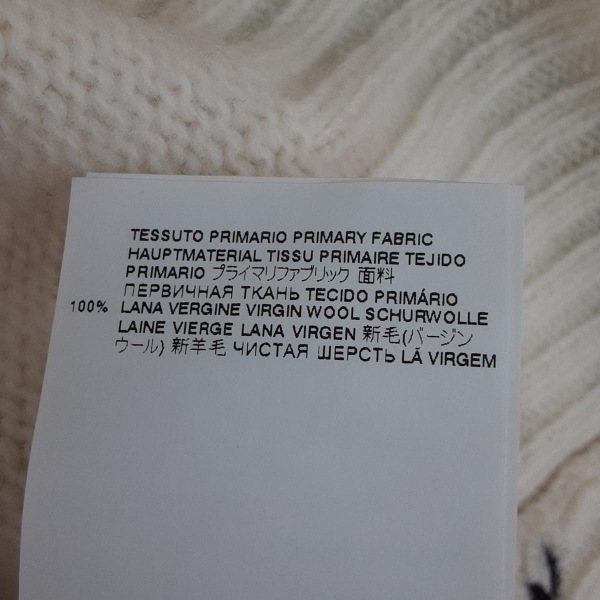 TESSUTO PRIMARIO PRIMARY FABRIC
HAUPTMATERIAL TISSU PRIMAIRE TEJIDO
PRIMARIO プライマリファブリック 面料
ПЕРВИЧНАЯ ТКАНЬ TECIDO PRIMÁRIO
100% LANA VERGINE VIRGIN WOOL SCHURWOLLE
LAINE VIERGE LANA VIRGEN 新毛(バージン
ウール) 新羊毛 ЧИСТАЯ ШЕРСТЬ LÃ VIRGEM